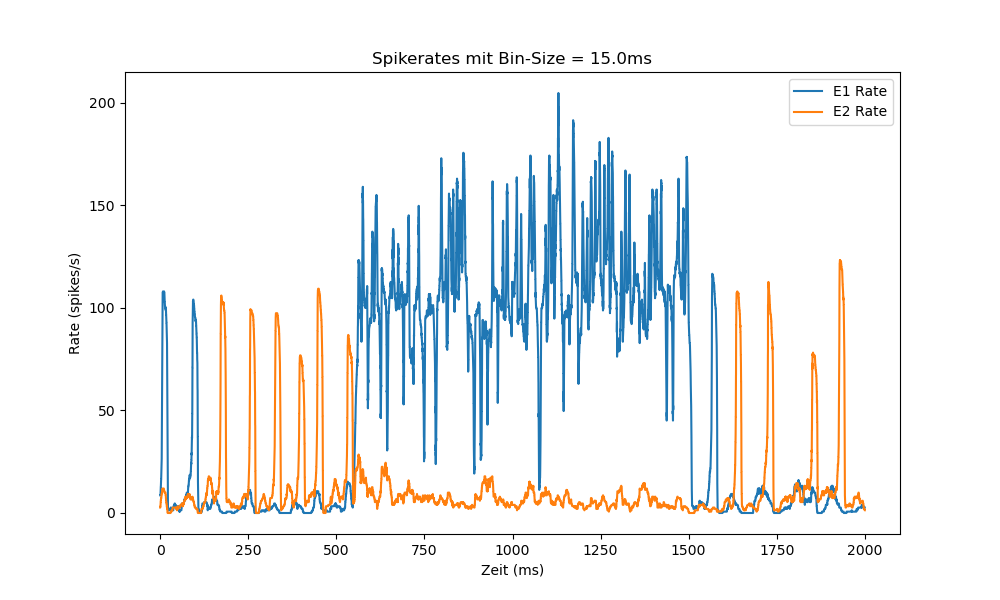 Spikerates mit Bin-Size = 15.0ms
E1 Rate
E2 Rate
Rate (spikes/s)
200
150
100
50
0
0 250 500 750 1000 1250 1500 1750 2000
Zeit (ms)